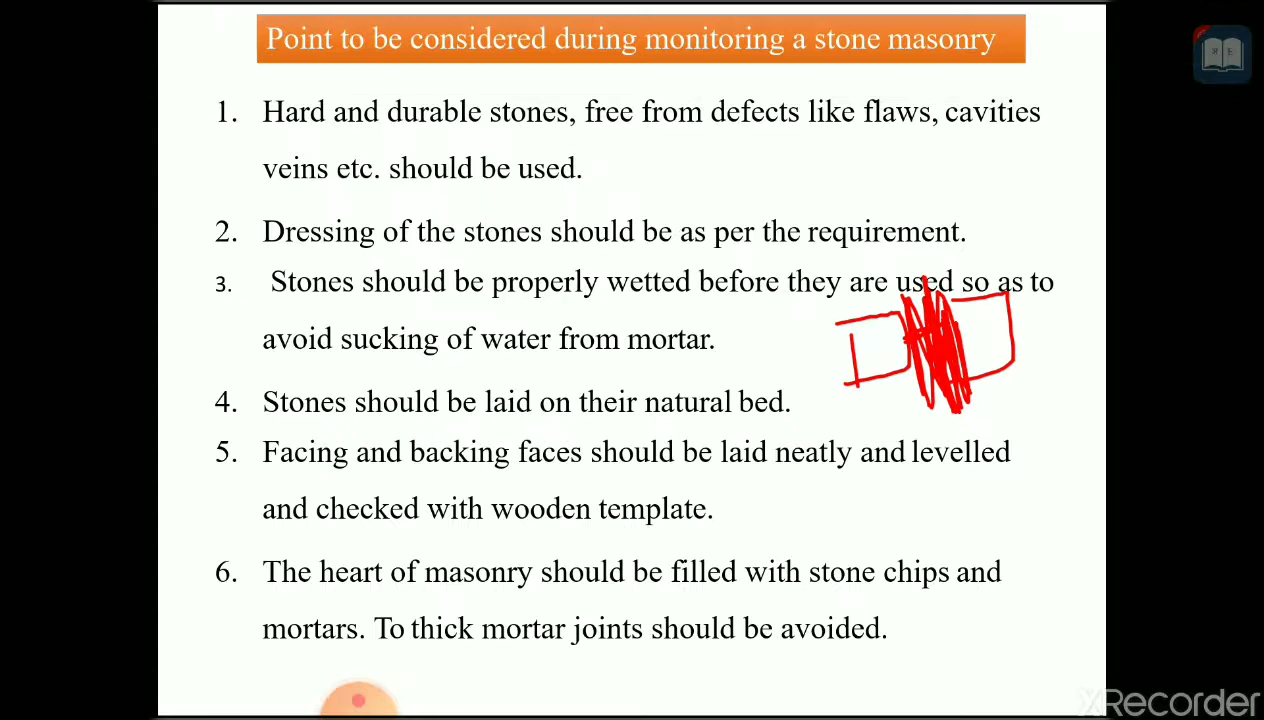 Point to be considered during monitoring a stone masonry
1. Hard and durable stones, free from defects like flaws, cavities
veins etc. should be used.
2. Dressing of the stones should be as per the requirement.
3. Stones should be properly wetted before they are used so as to
avoid sucking of water from mortar.
4. Stones should be laid on their natural bed.
5. Facing and backing faces should be laid neatly and levelled
and checked with wooden template.
6. The heart of masonry should be filled with stone chips and
mortars. To thick mortar joints should be avoided.
XRecorder